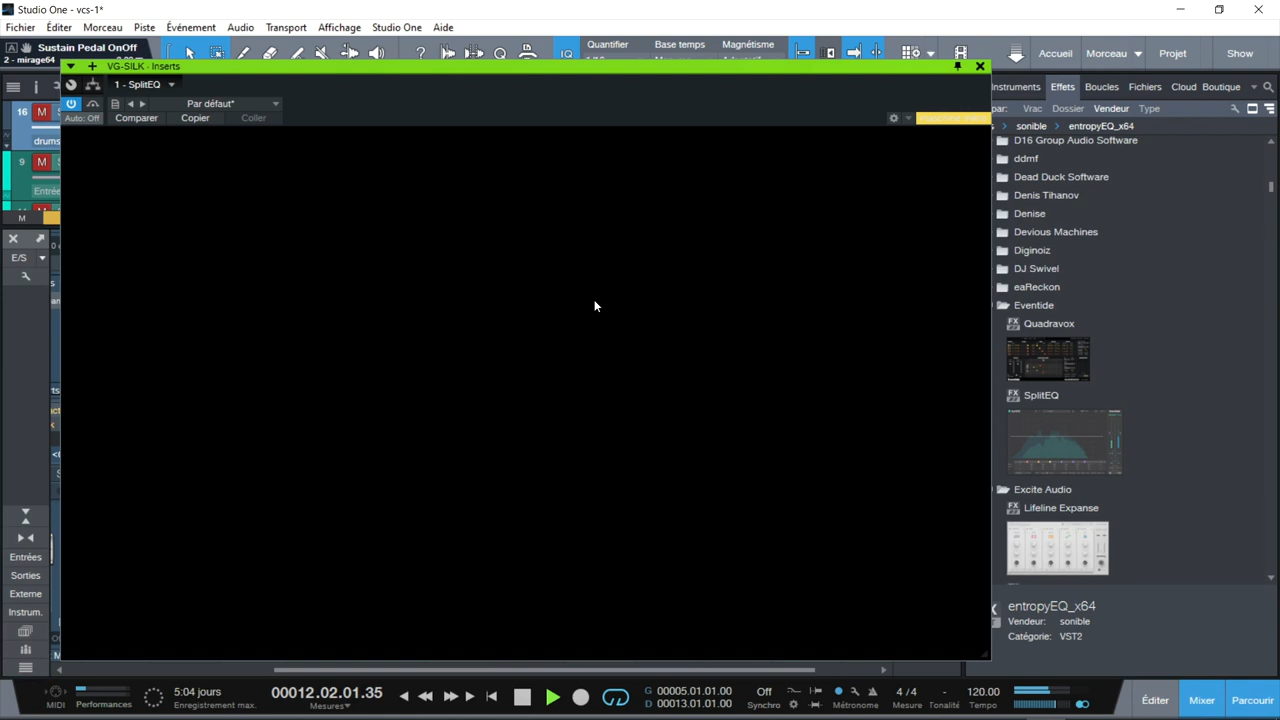 Studio One - vcs-1*
Fichier Éditer Morceau Piste Événement Audio Transport Affichage Studio One Aide
Sustain Pedal OnOff
2 - mirage64
IQ
Quantifier Base temps Magnétisme
Accueil Morceau Projet Show
VG-SILK - Inserts
1 - SplitEQ
Par défaut*
Auto: Off Comparer Copier Coller
Instruments Effets Boucles Fichiers Cloud Boutique
par: Vrac Dossier Vendeur Type
sonible entropyEQ_x64
D16 Group Audio Software
ddmf
Dead Duck Software
Denis Tihanov
Denise
Devious Machines
Diginoiz
DJ Swivel
eaReckon
Eventide
FX Quadravox
FX SplitEQ
Excite Audio
FX Lifeline Expanse
entropyEQ_x64
Vendeur: sonible
Catégorie: VST2
16 M
drums
9 M
Entrée
M
E/S
Entrées
Sorties
Externe
Instrum.
MIDI Performances
5:04 jours
Enregistrement max.
00012.02.01.35
Mesures
G 00005.01.01.00
D 00013.01.01.00
Off
Synchro
Métronome
4 / 4
Mesure
-
Tonalité
120.00
Tempo
Éditer Mixer Parcourir